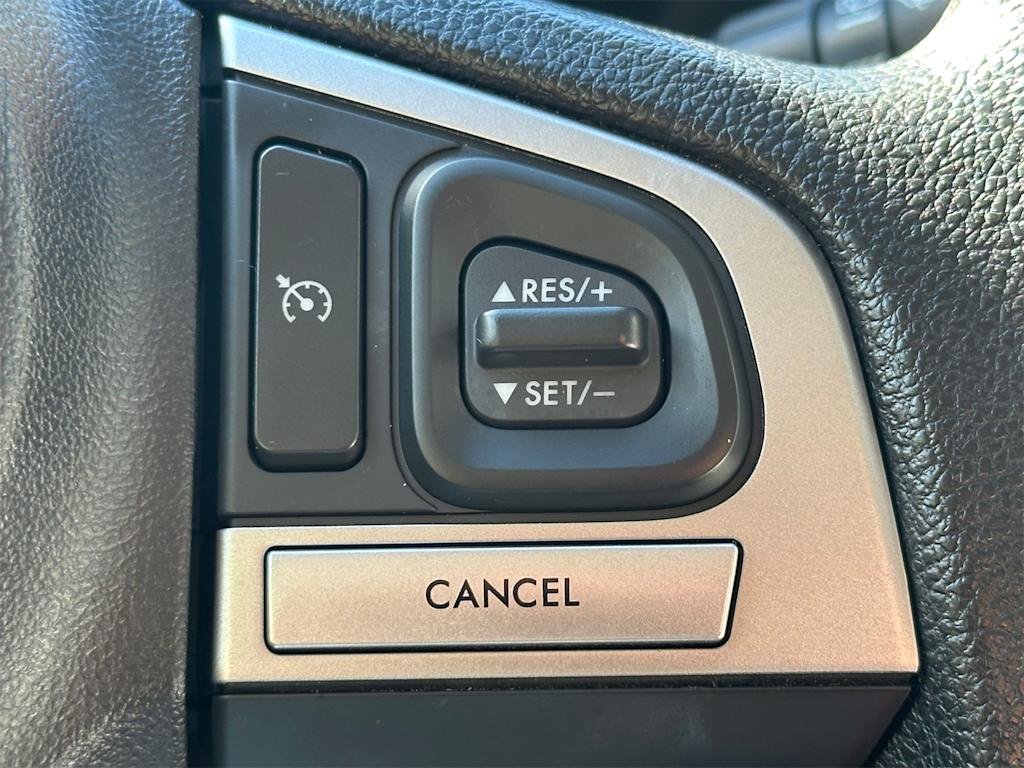 ▲ RES/+
▼ SET/−
CANCEL